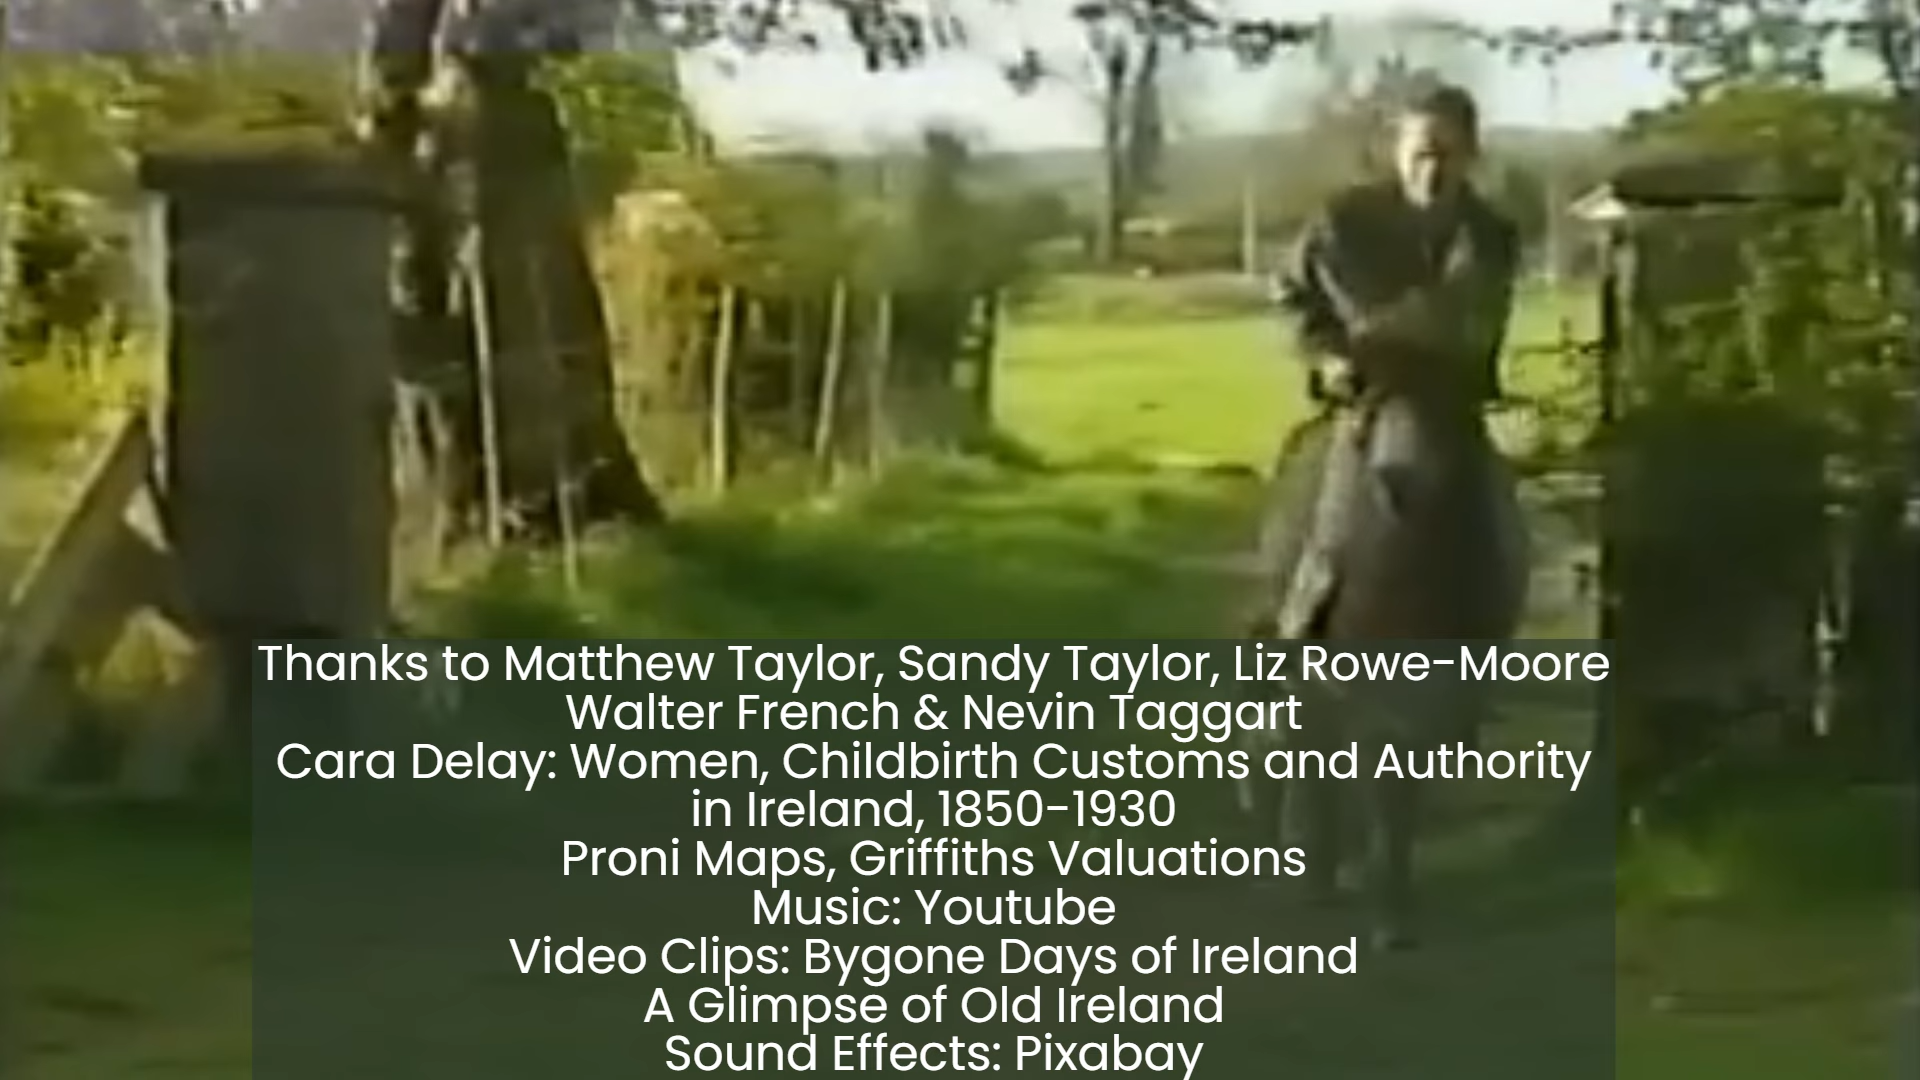 Thanks to Matthew Taylor, Sandy Taylor, Liz Rowe-Moore
Walter French & Nevin Taggart
Cara Delay: Women, Childbirth Customs and Authority
in Ireland, 1850-1930
Proni Maps, Griffiths Valuations
Music: Youtube
Video Clips: Bygone Days of Ireland
A Glimpse of Old Ireland
Sound Effects: Pixabay